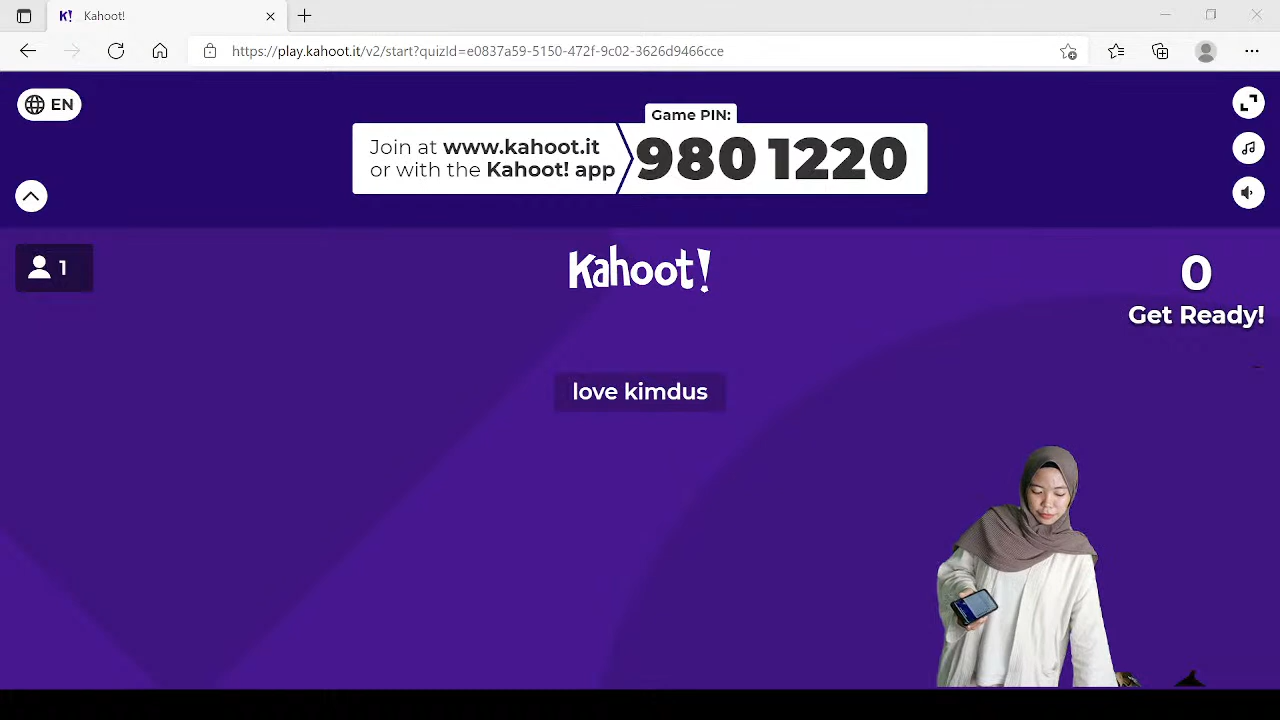 Kahoot!
https://play.kahoot.it/v2/start?quizId=e0837a59-5150-472f-9c02-3626d9466cce
EN
Game PIN:
Join at www.kahoot.it
or with the Kahoot! app
980 1220
1
Kahoot!
0
Get Ready!
love kimdus